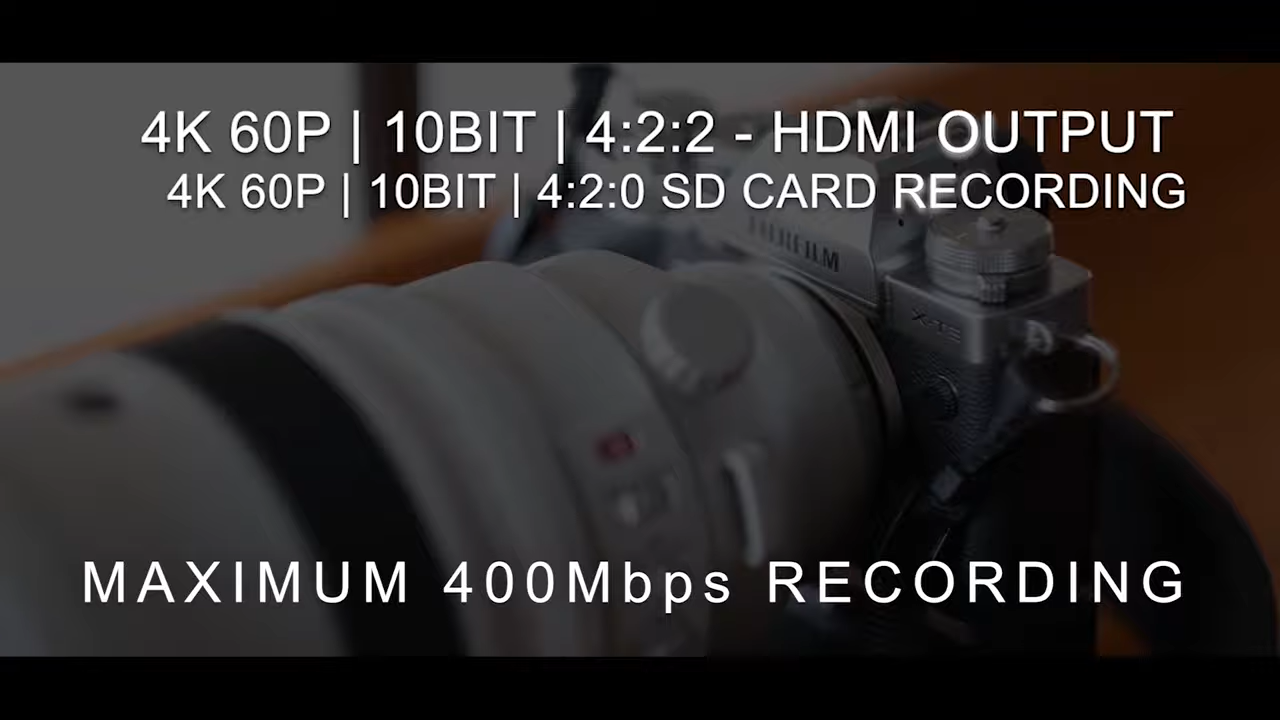 4K 60P | 10BIT | 4:2:2 - HDMI OUTPUT
4K 60P | 10BIT | 4:2:0 SD CARD RECORDING
FUJIFILM
MAXIMUM 400Mbps RECORDING